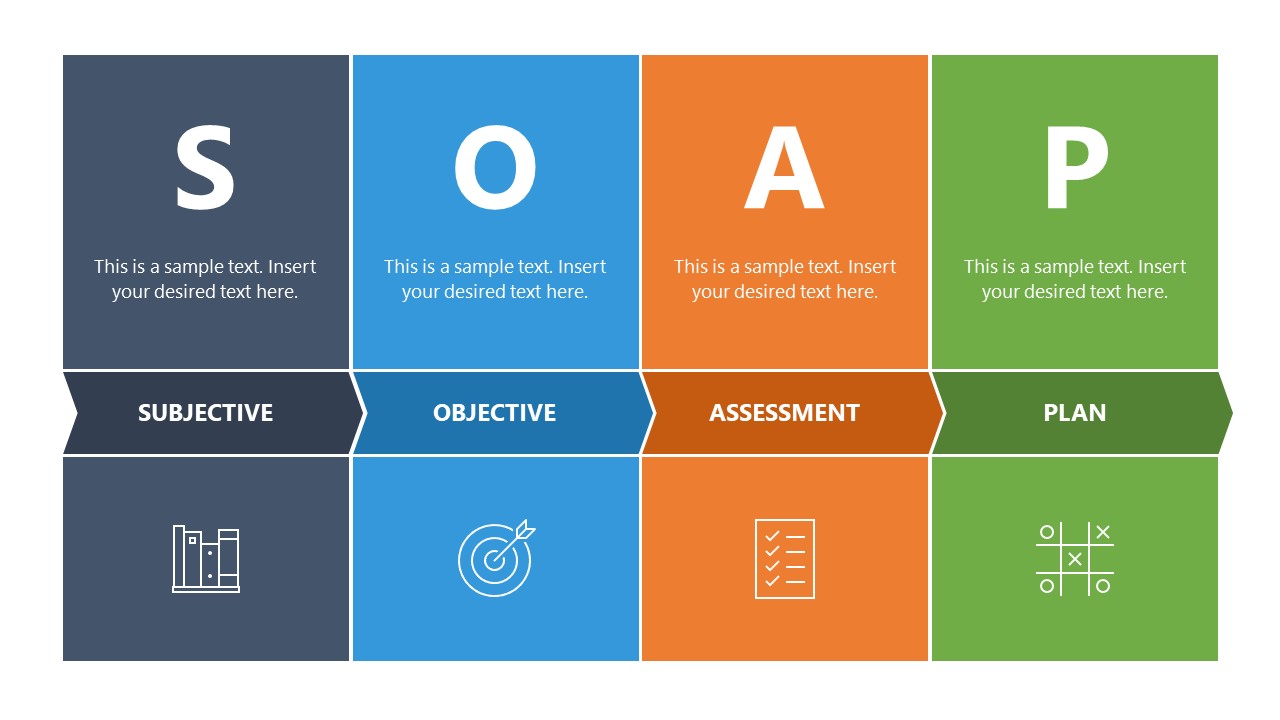 S
This is a sample text. Insert
your desired text here.
SUBJECTIVE
O
This is a sample text. Insert
your desired text here.
OBJECTIVE
A
This is a sample text. Insert
your desired text here.
ASSESSMENT
P
This is a sample text. Insert
your desired text here.
PLAN